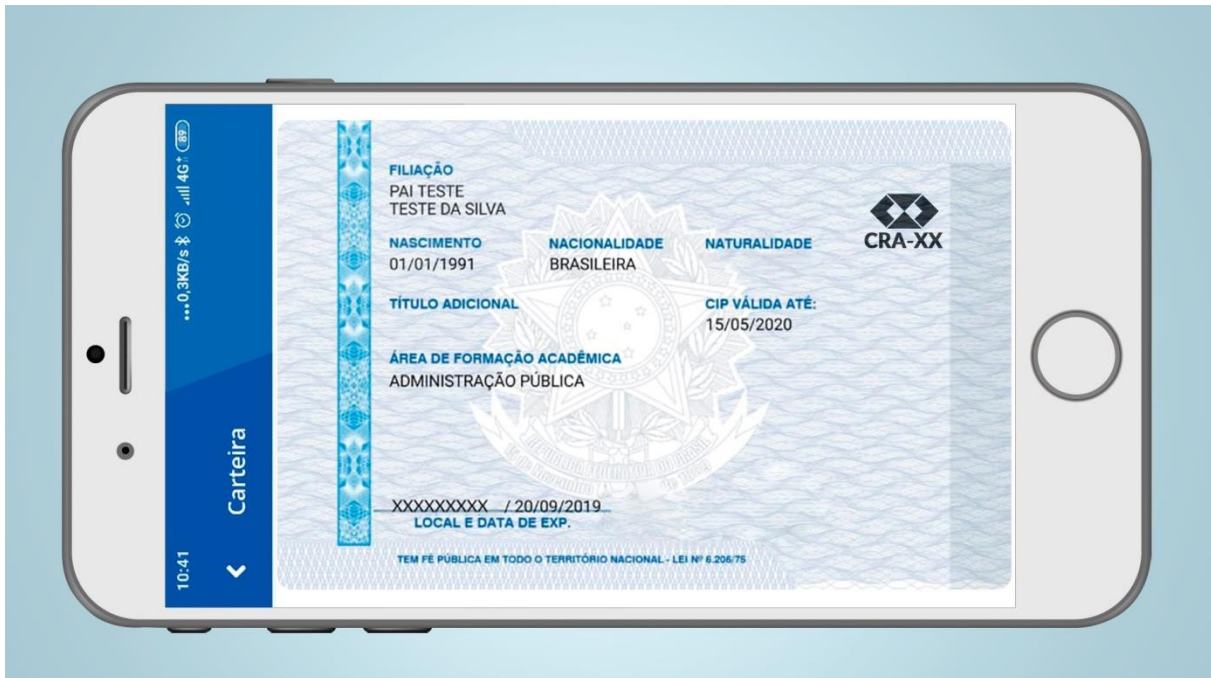 10:41
...0,3KB/s 4G+ 89
Carteira
FILIAÇÃO
PAI TESTE
TESTE DA SILVA
NASCIMENTO NACIONALIDADE NATURALIDADE
01/01/1991 BRASILEIRA
TÍTULO ADICIONAL CIP VÁLIDA ATÉ:
15/05/2020
ÁREA DE FORMAÇÃO ACADÊMICA
ADMINISTRAÇÃO PÚBLICA
CRA-XX
XXXXXXXXX / 20/09/2019
LOCAL E DATA DE EXP.
TEM FÉ PÚBLICA EM TODO O TERRITÓRIO NACIONAL - LEI Nº 6.206/75